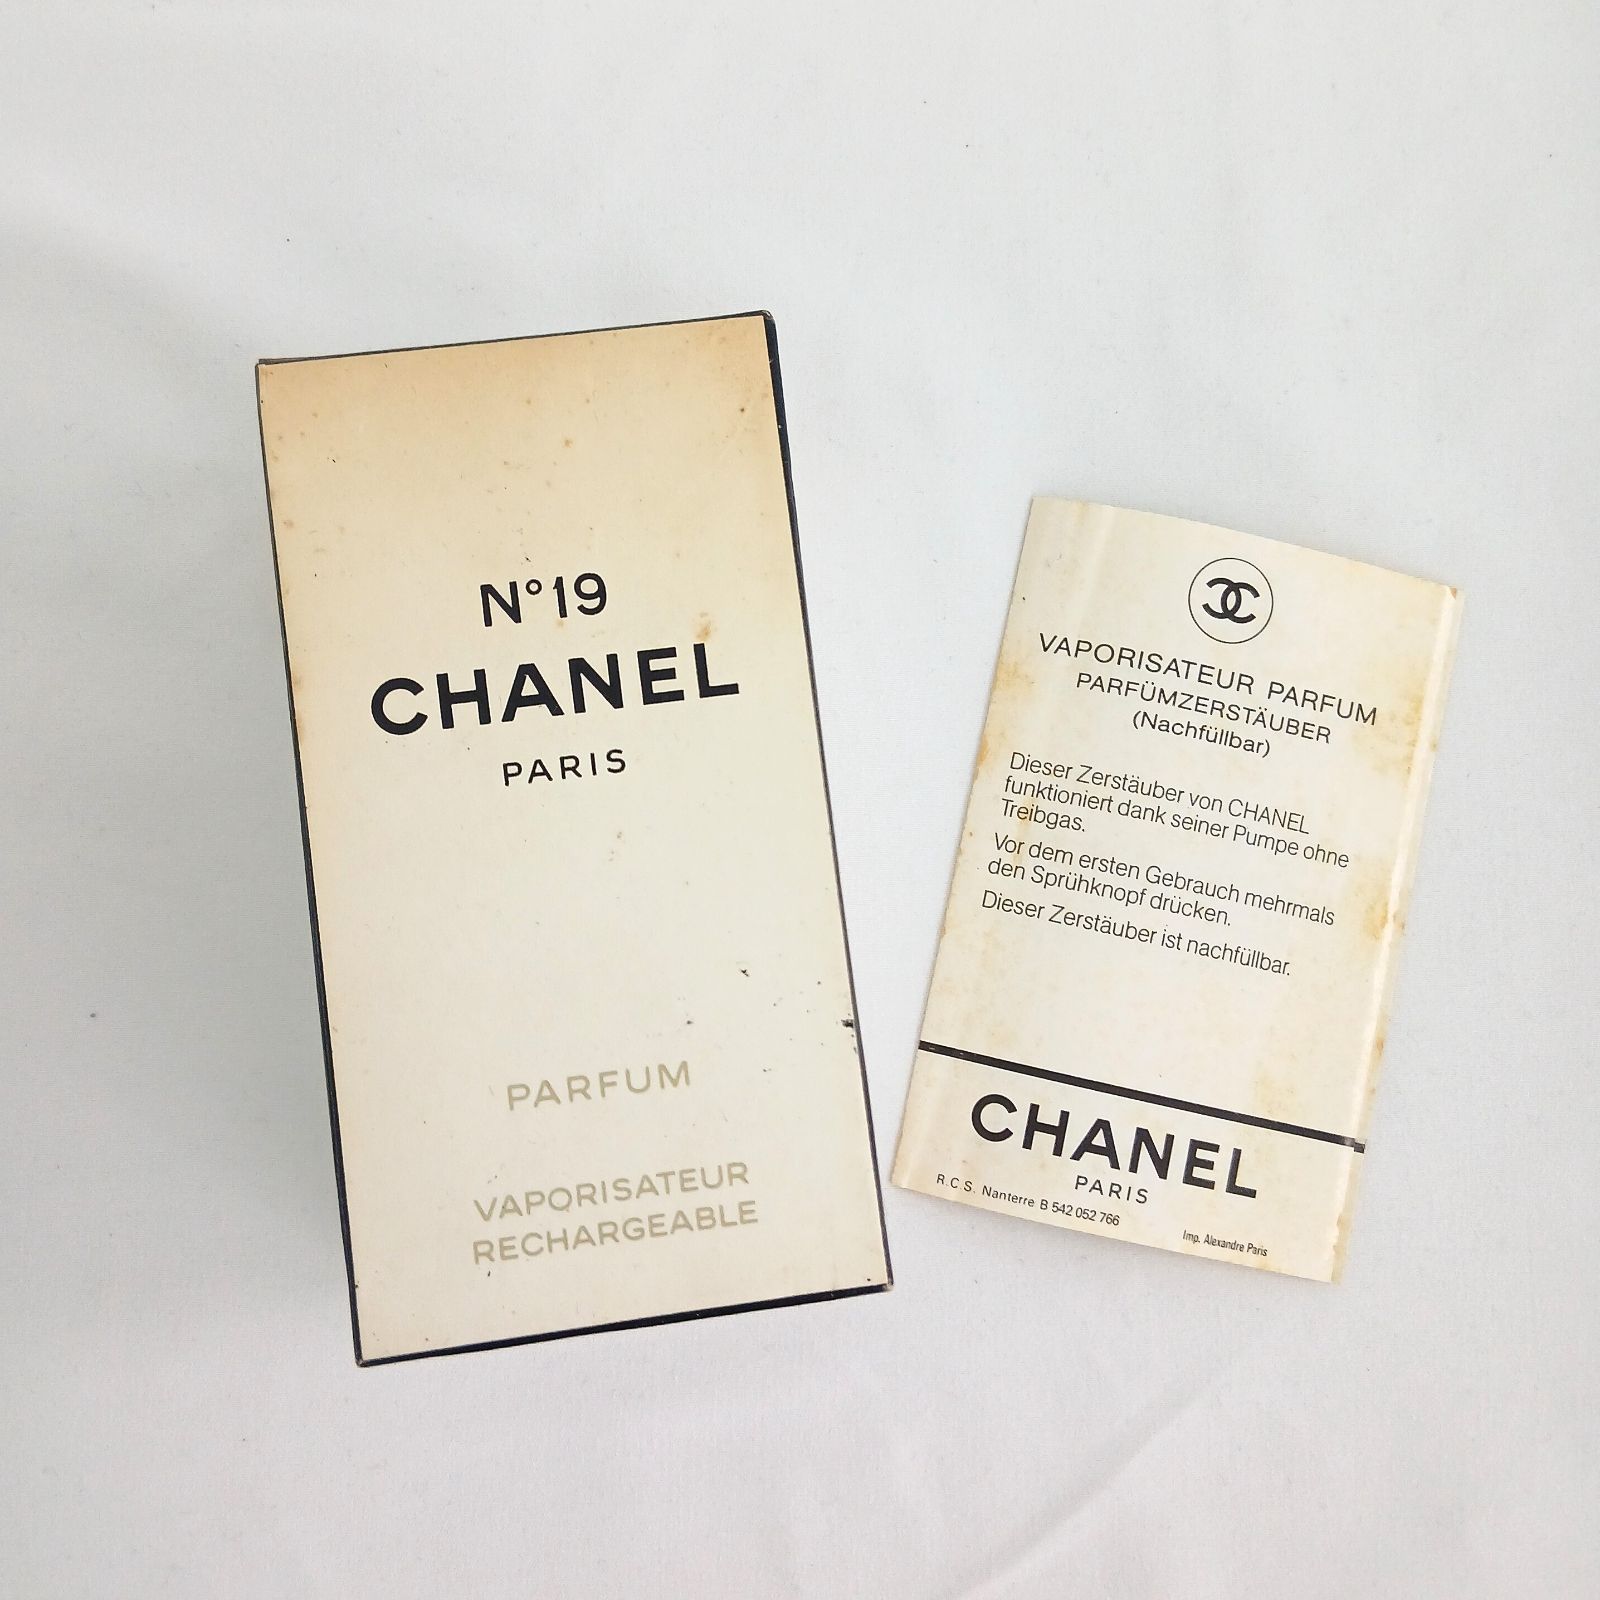 N°19
CHANEL
PARIS
PARFUM
VAPORISATEUR
RECHARGEABLE
VAPORISATEUR PARFUM
PARFÜMZERSTÄUBER
(Nachfüllbar)
Dieser Zerstäuber von CHANEL
funktioniert dank seiner Pumpe ohne
Treibgas.
Vor dem ersten Gebrauch mehrmals
den Sprühknopf drücken.
Dieser Zerstäuber ist nachfüllbar.
CHANEL
PARIS
R.C.S. Nanterre B 542 052 766
Imp. Alexandre Paris